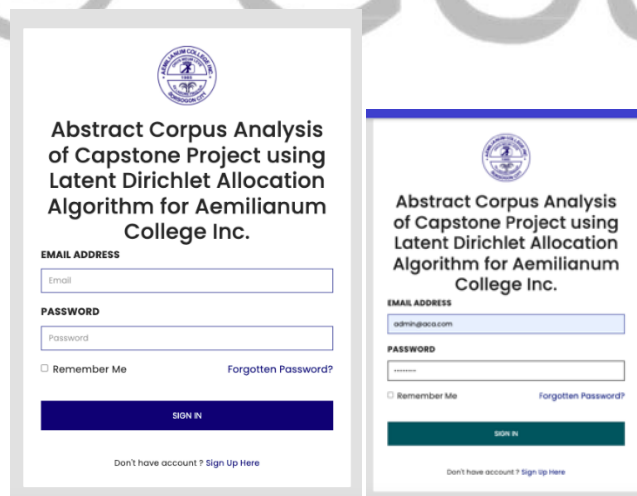 Abstract Corpus Analysis
of Capstone Project using
Latent Dirichlet Allocation
Algorithm for Aemilianum
College Inc.
EMAIL ADDRESS
Email
PASSWORD
Password
Remember Me
Forgotten Password?
SIGN IN
Don't have account ? Sign Up Here
Abstract Corpus Analysis
of Capstone Project using
Latent Dirichlet Allocation
Algorithm for Aemilianum
College Inc.
EMAIL ADDRESS
admin@aca.com
PASSWORD
Remember Me
Forgotten Password?
SIGN IN
Don't have account ? Sign Up Here